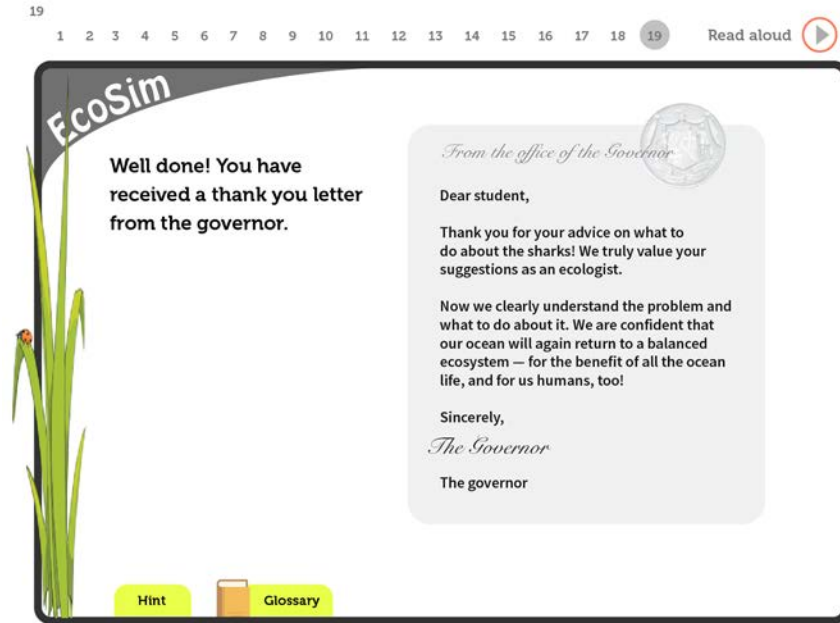 19
1 2 3 4 5 6 7 8 9 10 11 12 13 14 15 16 17 18 19 Read aloud
EcoSim
Well done! You have
received a thank you letter
from the governor.
From the office of the Governor
Dear student,
Thank you for your advice on what to
do about the sharks! We truly value your
suggestions as an ecologist.
Now we clearly understand the problem and
what to do about it. We are confident that
our ocean will again return to a balanced
ecosystem — for the benefit of all the ocean
life, and for us humans, too!
Sincerely,
The Governor
The governor
Hint Glossary